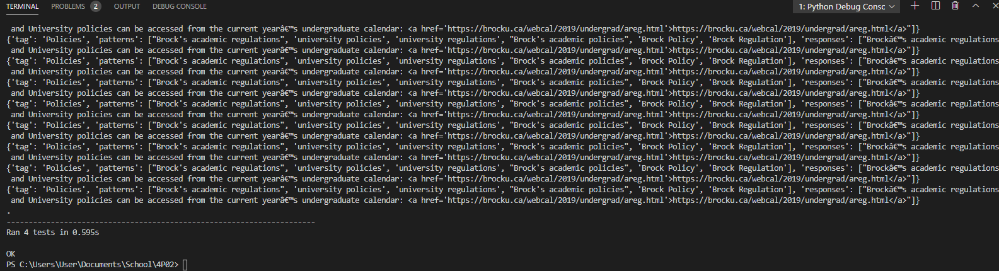 TERMINAL PROBLEMS 2 OUTPUT DEBUG CONSOLE 1: Python Debug Consc
and University policies can be accessed from the current yearâ€™s undergraduate calendar: <a href='https://brocku.ca/webcal/2019/undergrad/areg.html'>https://brocku.ca/webcal/2019/undergrad/areg.html</a>"]}
{'tag': 'Policies', 'patterns': ["Brock's academic regulations", 'university policies', 'university regulations', "Brock's academic policies", 'Brock Policy', 'Brock Regulation'], 'responses': ["Brockâ€™s academic regulations
and University policies can be accessed from the current yearâ€™s undergraduate calendar: <a href='https://brocku.ca/webcal/2019/undergrad/areg.html'>https://brocku.ca/webcal/2019/undergrad/areg.html</a>"]}
{'tag': 'Policies', 'patterns': ["Brock's academic regulations", 'university policies', 'university regulations', "Brock's academic policies", 'Brock Policy', 'Brock Regulation'], 'responses': ["Brockâ€™s academic regulations
and University policies can be accessed from the current yearâ€™s undergraduate calendar: <a href='https://brocku.ca/webcal/2019/undergrad/areg.html'>https://brocku.ca/webcal/2019/undergrad/areg.html</a>"]}
{'tag': 'Policies', 'patterns': ["Brock's academic regulations", 'university policies', 'university regulations', "Brock's academic policies", 'Brock Policy', 'Brock Regulation'], 'responses': ["Brockâ€™s academic regulations
and University policies can be accessed from the current yearâ€™s undergraduate calendar: <a href='https://brocku.ca/webcal/2019/undergrad/areg.html'>https://brocku.ca/webcal/2019/undergrad/areg.html</a>"]}
{'tag': 'Policies', 'patterns': ["Brock's academic regulations", 'university policies', 'university regulations', "Brock's academic policies", 'Brock Policy', 'Brock Regulation'], 'responses': ["Brockâ€™s academic regulations
and University policies can be accessed from the current yearâ€™s undergraduate calendar: <a href='https://brocku.ca/webcal/2019/undergrad/areg.html'>https://brocku.ca/webcal/2019/undergrad/areg.html</a>"]}
{'tag': 'Policies', 'patterns': ["Brock's academic regulations", 'university policies', 'university regulations', "Brock's academic policies", 'Brock Policy', 'Brock Regulation'], 'responses': ["Brockâ€™s academic regulations
and University policies can be accessed from the current yearâ€™s undergraduate calendar: <a href='https://brocku.ca/webcal/2019/undergrad/areg.html'>https://brocku.ca/webcal/2019/undergrad/areg.html</a>"]}
{'tag': 'Policies', 'patterns': ["Brock's academic regulations", 'university policies', 'university regulations', "Brock's academic policies", 'Brock Policy', 'Brock Regulation'], 'responses': ["Brockâ€™s academic regulations
and University policies can be accessed from the current yearâ€™s undergraduate calendar: <a href='https://brocku.ca/webcal/2019/undergrad/areg.html'>https://brocku.ca/webcal/2019/undergrad/areg.html</a>"]}
{'tag': 'Policies', 'patterns': ["Brock's academic regulations", 'university policies', 'university regulations', "Brock's academic policies", 'Brock Policy', 'Brock Regulation'], 'responses': ["Brockâ€™s academic regulations
and University policies can be accessed from the current yearâ€™s undergraduate calendar: <a href='https://brocku.ca/webcal/2019/undergrad/areg.html'>https://brocku.ca/webcal/2019/undergrad/areg.html</a>"]}
{'tag': 'Policies', 'patterns': ["Brock's academic regulations", 'university policies', 'university regulations', "Brock's academic policies", 'Brock Policy', 'Brock Regulation'], 'responses': ["Brockâ€™s academic regulations
and University policies can be accessed from the current yearâ€™s undergraduate calendar: <a href='https://brocku.ca/webcal/2019/undergrad/areg.html'>https://brocku.ca/webcal/2019/undergrad/areg.html</a>"]}
.
----------------------------------------------------------------------
Ran 4 tests in 0.595s
OK
PS C:\Users\User\Documents\School\4P02>